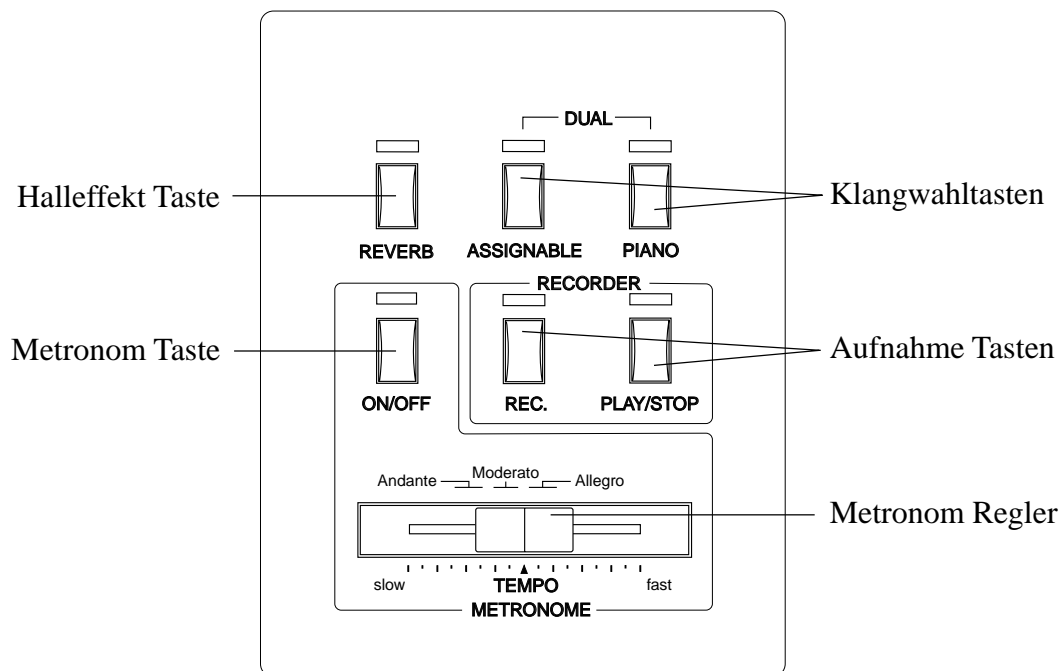 DUAL
Halleffekt Taste
Klangwahltasten
REVERB
ASSIGNABLE
PIANO
RECORDER
Metronom Taste
Aufnahme Tasten
ON/OFF
REC.
PLAY/STOP
Andante
Moderato
Allegro
Metronom Regler
slow
TEMPO
fast
METRONOME